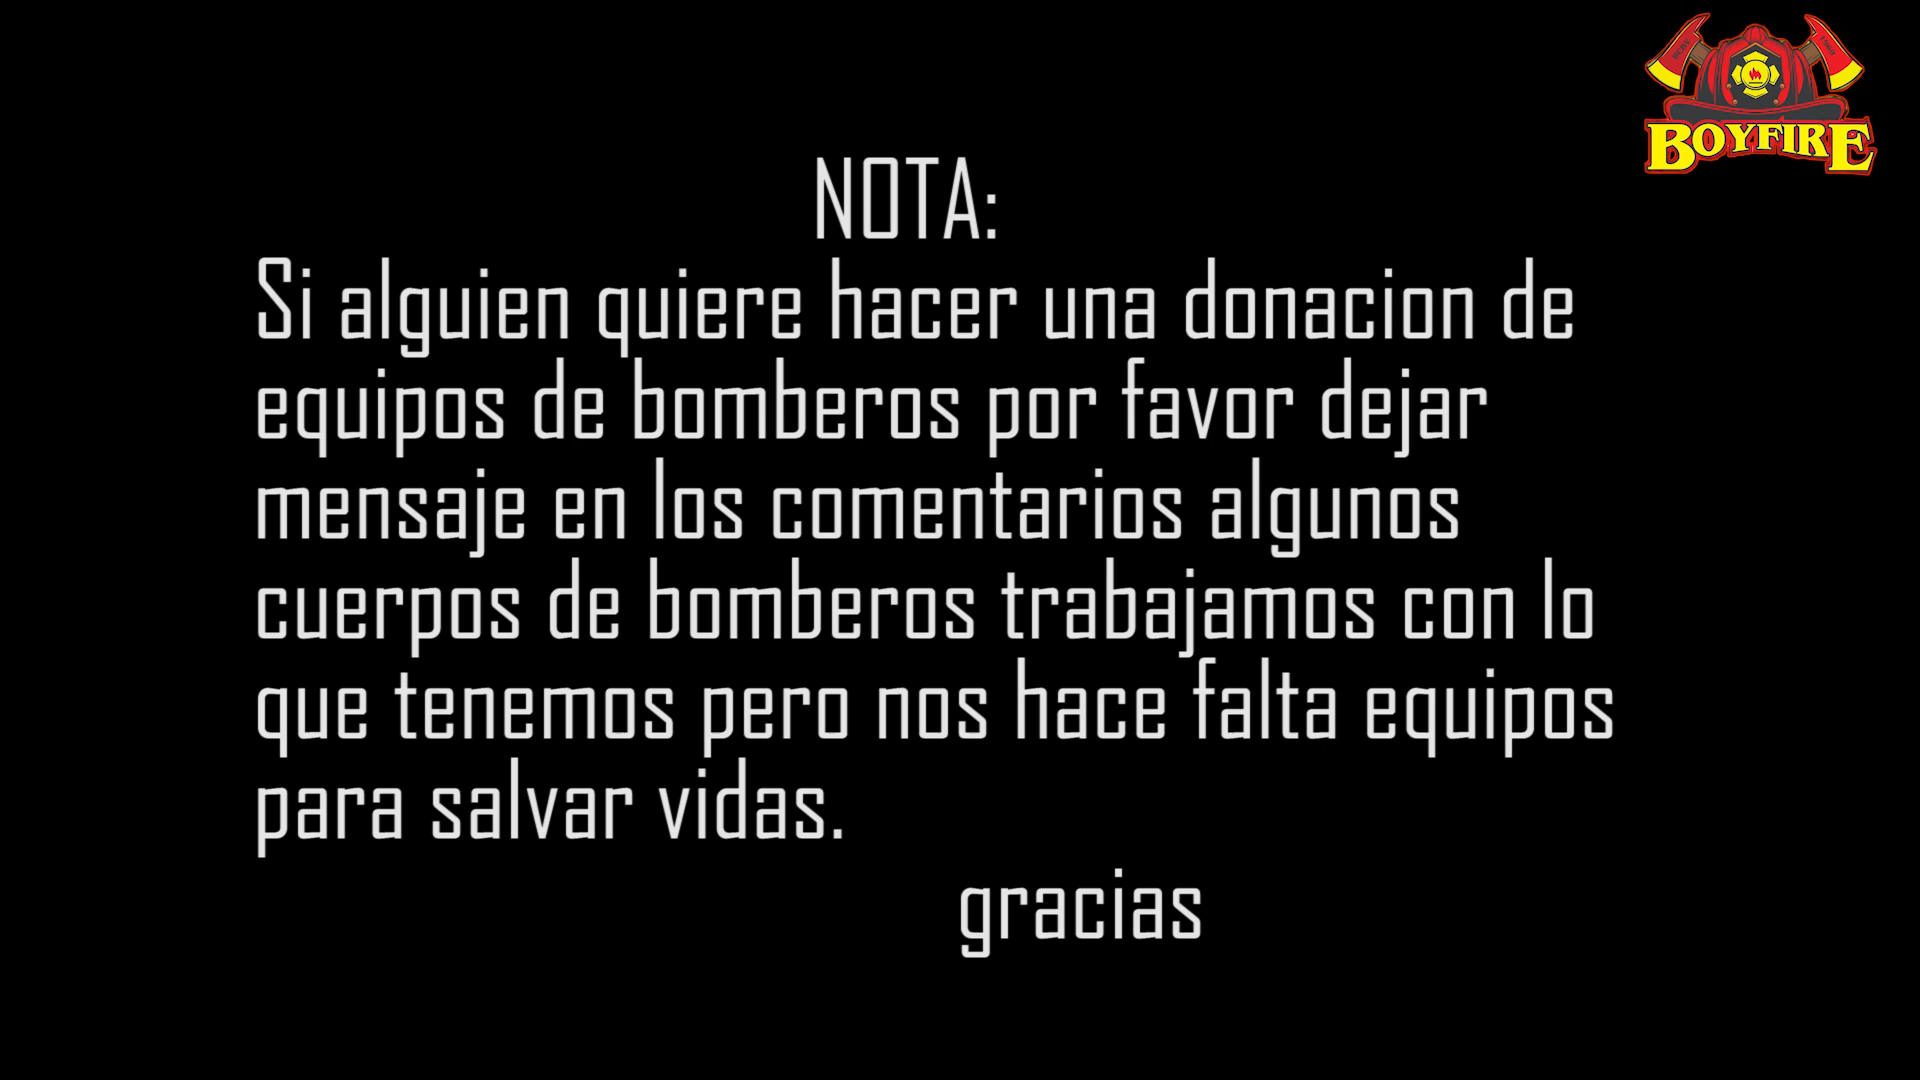 BOYFIRE
NOTA:
Si alguien quiere hacer una donacion de
equipos de bomberos por favor dejar
mensaje en los comentarios algunos
cuerpos de bomberos trabajamos con lo
que tenemos pero nos hace falta equipos
para salvar vidas.
gracias